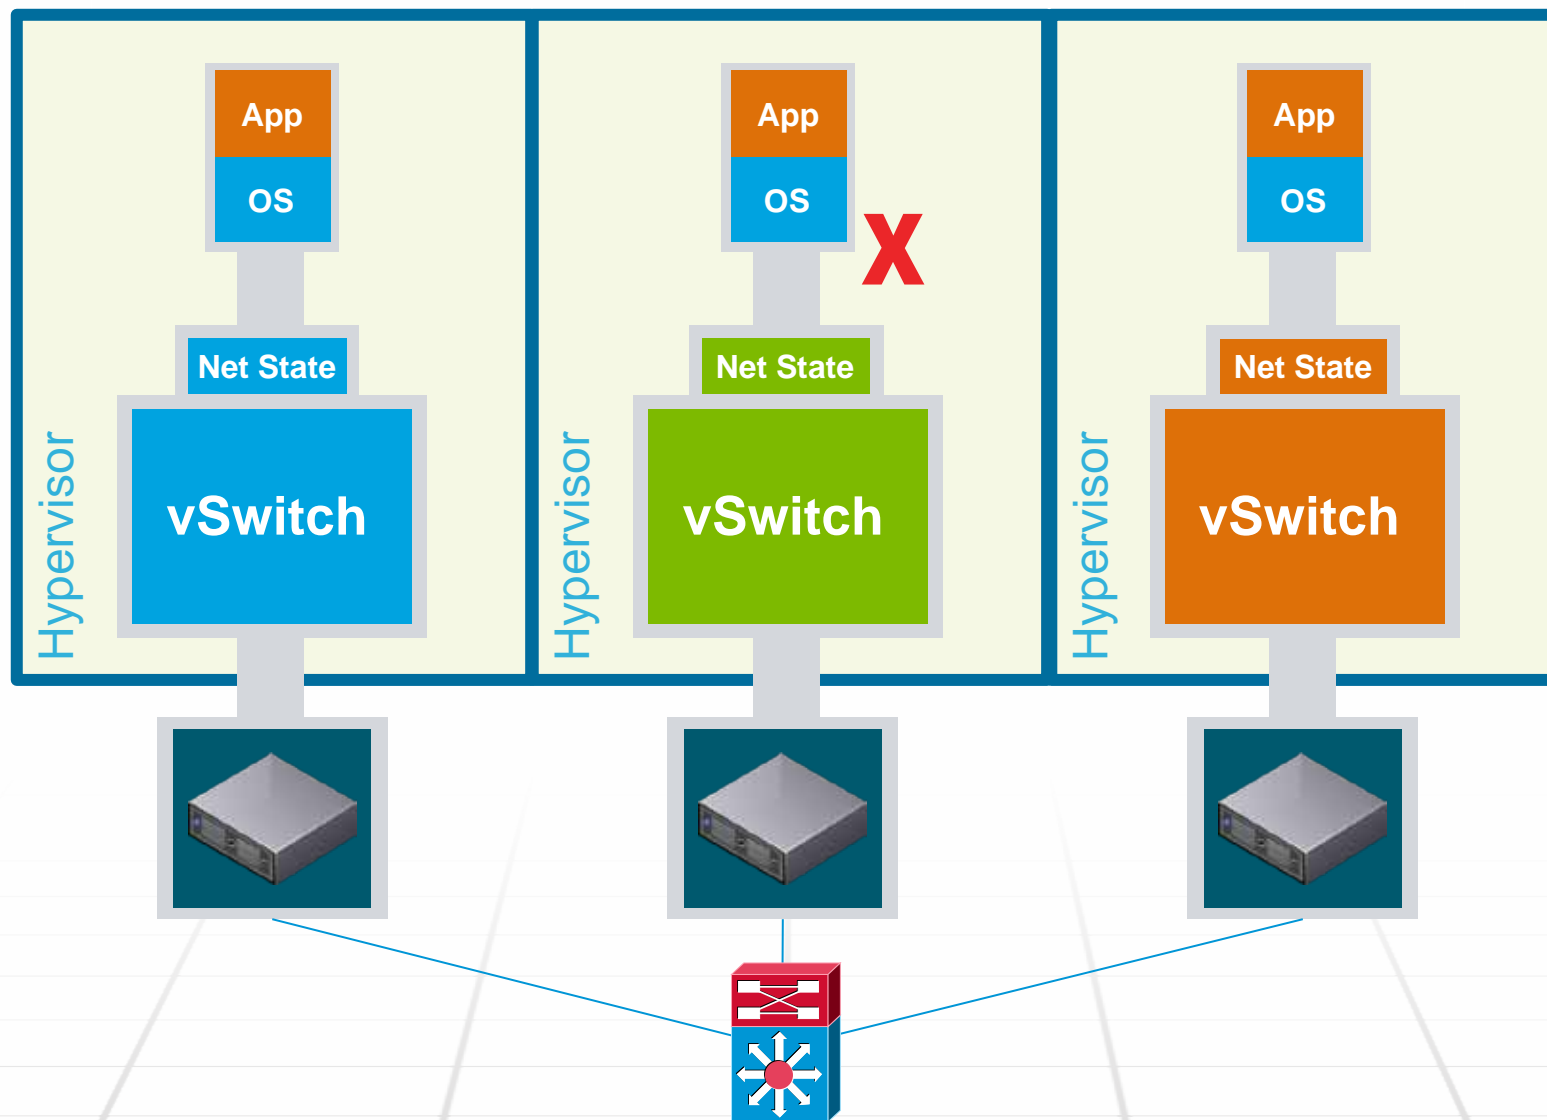 App
OS
Net State
vSwitch
Hypervisor
App
OS
X
Net State
vSwitch
Hypervisor
App
OS
Net State
vSwitch
Hypervisor